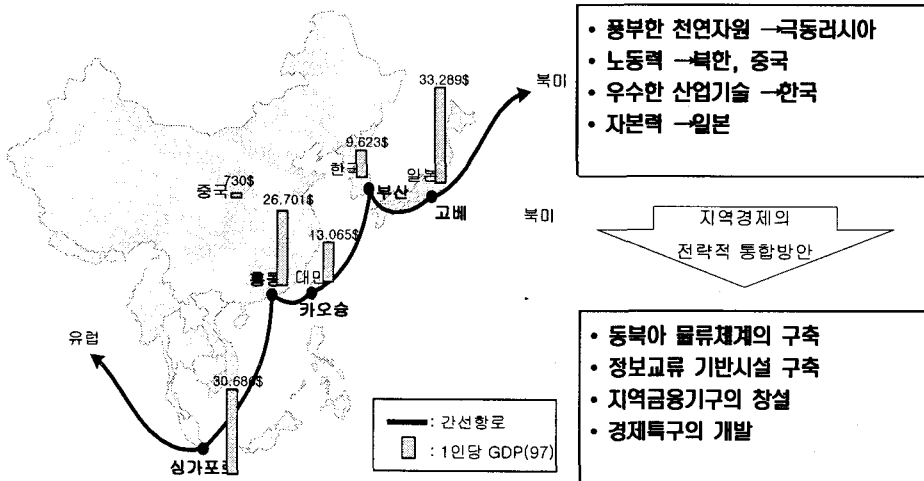 • 풍부한 천연자원 →극동러시아
• 노동력 →북한, 중국
• 우수한 산업기술 →한국
• 자본력 →일본
지역경제의
전략적 통합방안
• 동북아 물류체계의 구축
• 정보교류 기반시설 구축
• 지역금융기구의 창설
• 경제특구의 개발
33.289$
북미
9.623$
한국
일본
부산
고베
북미
중국
730$
26.701$
13.065$
홍콩
대만
카오슝
유럽
30.686$
싱가포르
: 간선항로
: 1인당 GDP(97)